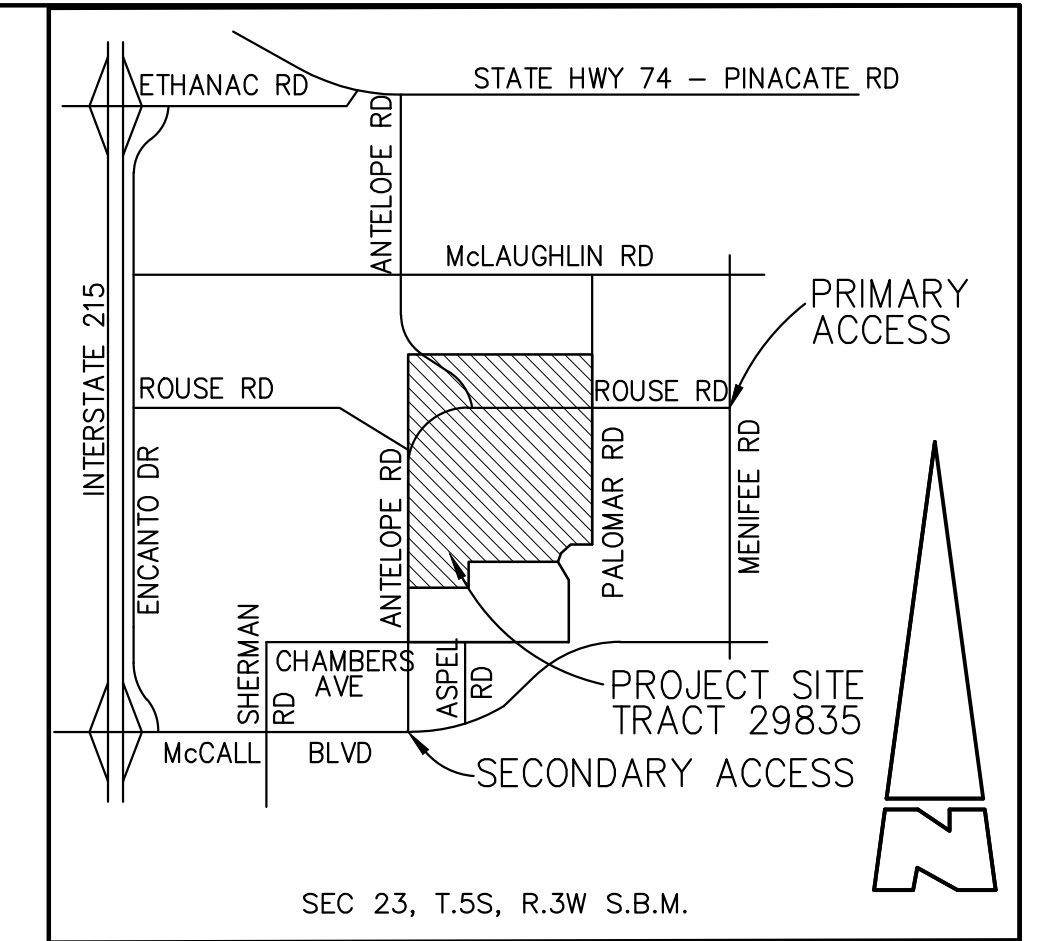 ETHANAC RD
STATE HWY 74 – PINACATE RD
ANTELOPE RD
McLAUGHLIN RD
INTERSTATE 215
PRIMARY
ACCESS
ROUSE RD
ROUSE RD
ENCANTO DR
ANTELOPE RD
PALOMAR RD
MENIFEE RD
SHERMAN
RD
CHAMBERS
AVE
ASPEL
RD
PROJECT SITE
TRACT 29835
McCALL BLVD
SECONDARY ACCESS
N
SEC 23, T.5S, R.3W S.B.M.